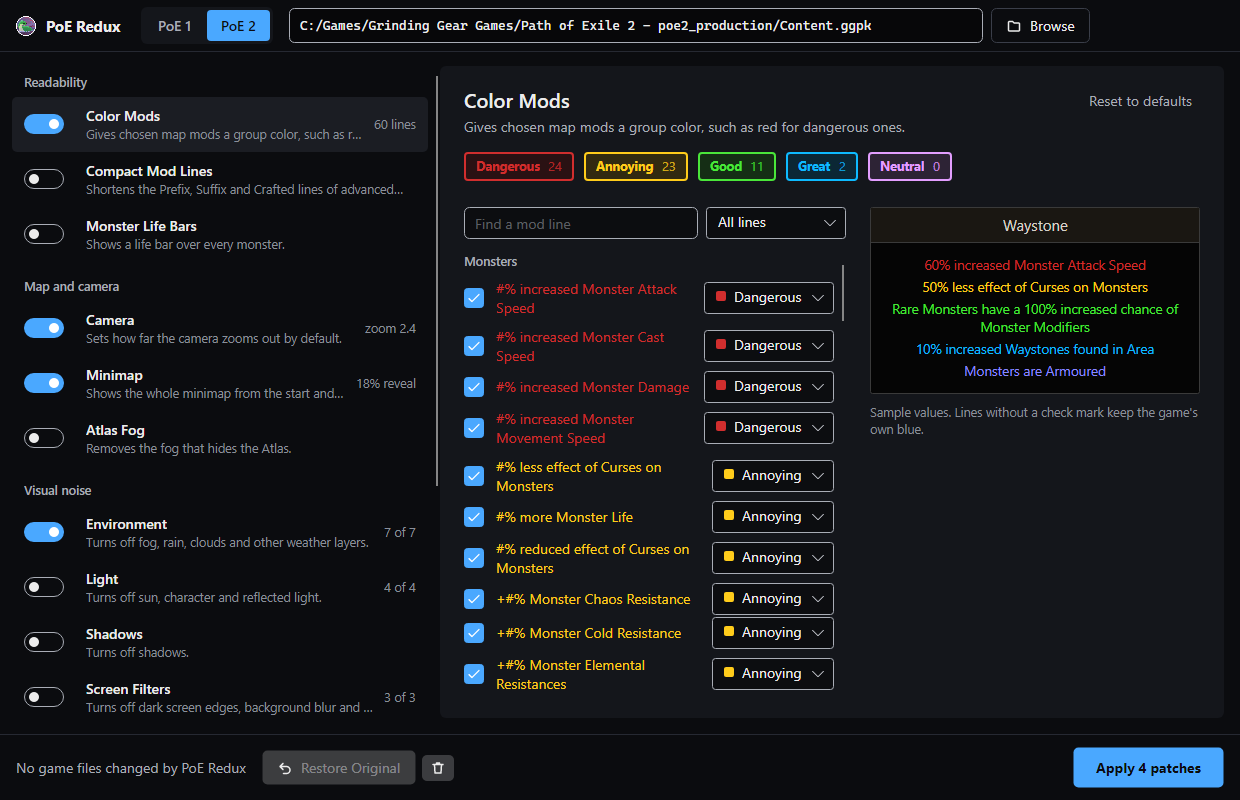 PoE Redux
PoE 1
PoE 2
C:/Games/Grinding Gear Games/Path of Exile 2 - poe2_production/Content.ggpk
Browse
Readability
Color Mods
Gives chosen map mods a group color, such as r...
60 lines
Compact Mod Lines
Shortens the Prefix, Suffix and Crafted lines of advanced...
Monster Life Bars
Shows a life bar over every monster.
Map and camera
Camera
Sets how far the camera zooms out by default.
zoom 2.4
Minimap
Shows the whole minimap from the start and...
18% reveal
Atlas Fog
Removes the fog that hides the Atlas.
Visual noise
Environment
Turns off fog, rain, clouds and other weather layers.
7 of 7
Light
Turns off sun, character and reflected light.
4 of 4
Shadows
Turns off shadows.
Screen Filters
Turns off dark screen edges, background blur and ...
3 of 3
Color Mods
Reset to defaults
Gives chosen map mods a group color, such as red for dangerous ones.
Dangerous 24
Annoying 23
Good 11
Great 2
Neutral 0
Find a mod line
All lines
Monsters
#% increased Monster Attack
Speed
Dangerous
#% increased Monster Cast
Speed
Dangerous
#% increased Monster Damage
Dangerous
#% increased Monster
Movement Speed
Dangerous
#% less effect of Curses on
Monsters
Annoying
#% more Monster Life
Annoying
#% reduced effect of Curses on
Monsters
Annoying
+#% Monster Chaos Resistance
Annoying
+#% Monster Cold Resistance
Annoying
+#% Monster Elemental
Resistances
Annoying
Waystone
60% increased Monster Attack Speed
50% less effect of Curses on Monsters
Rare Monsters have a 100% increased chance of
Monster Modifiers
10% increased Waystones found in Area
Monsters are Armoured
Sample values. Lines without a check mark keep the game's
own blue.
No game files changed by PoE Redux
Restore Original
Apply 4 patches